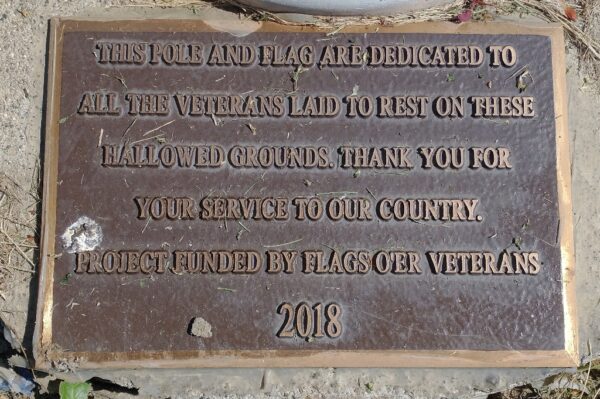 THIS POLE AND FLAG ARE DEDICATED TO
ALL THE VETERANS LAID TO REST ON THESE
HALLOWED GROUNDS. THANK YOU FOR
YOUR SERVICE TO OUR COUNTRY.
PROJECT FUNDED BY FLAGS O'ER VETERANS
2018